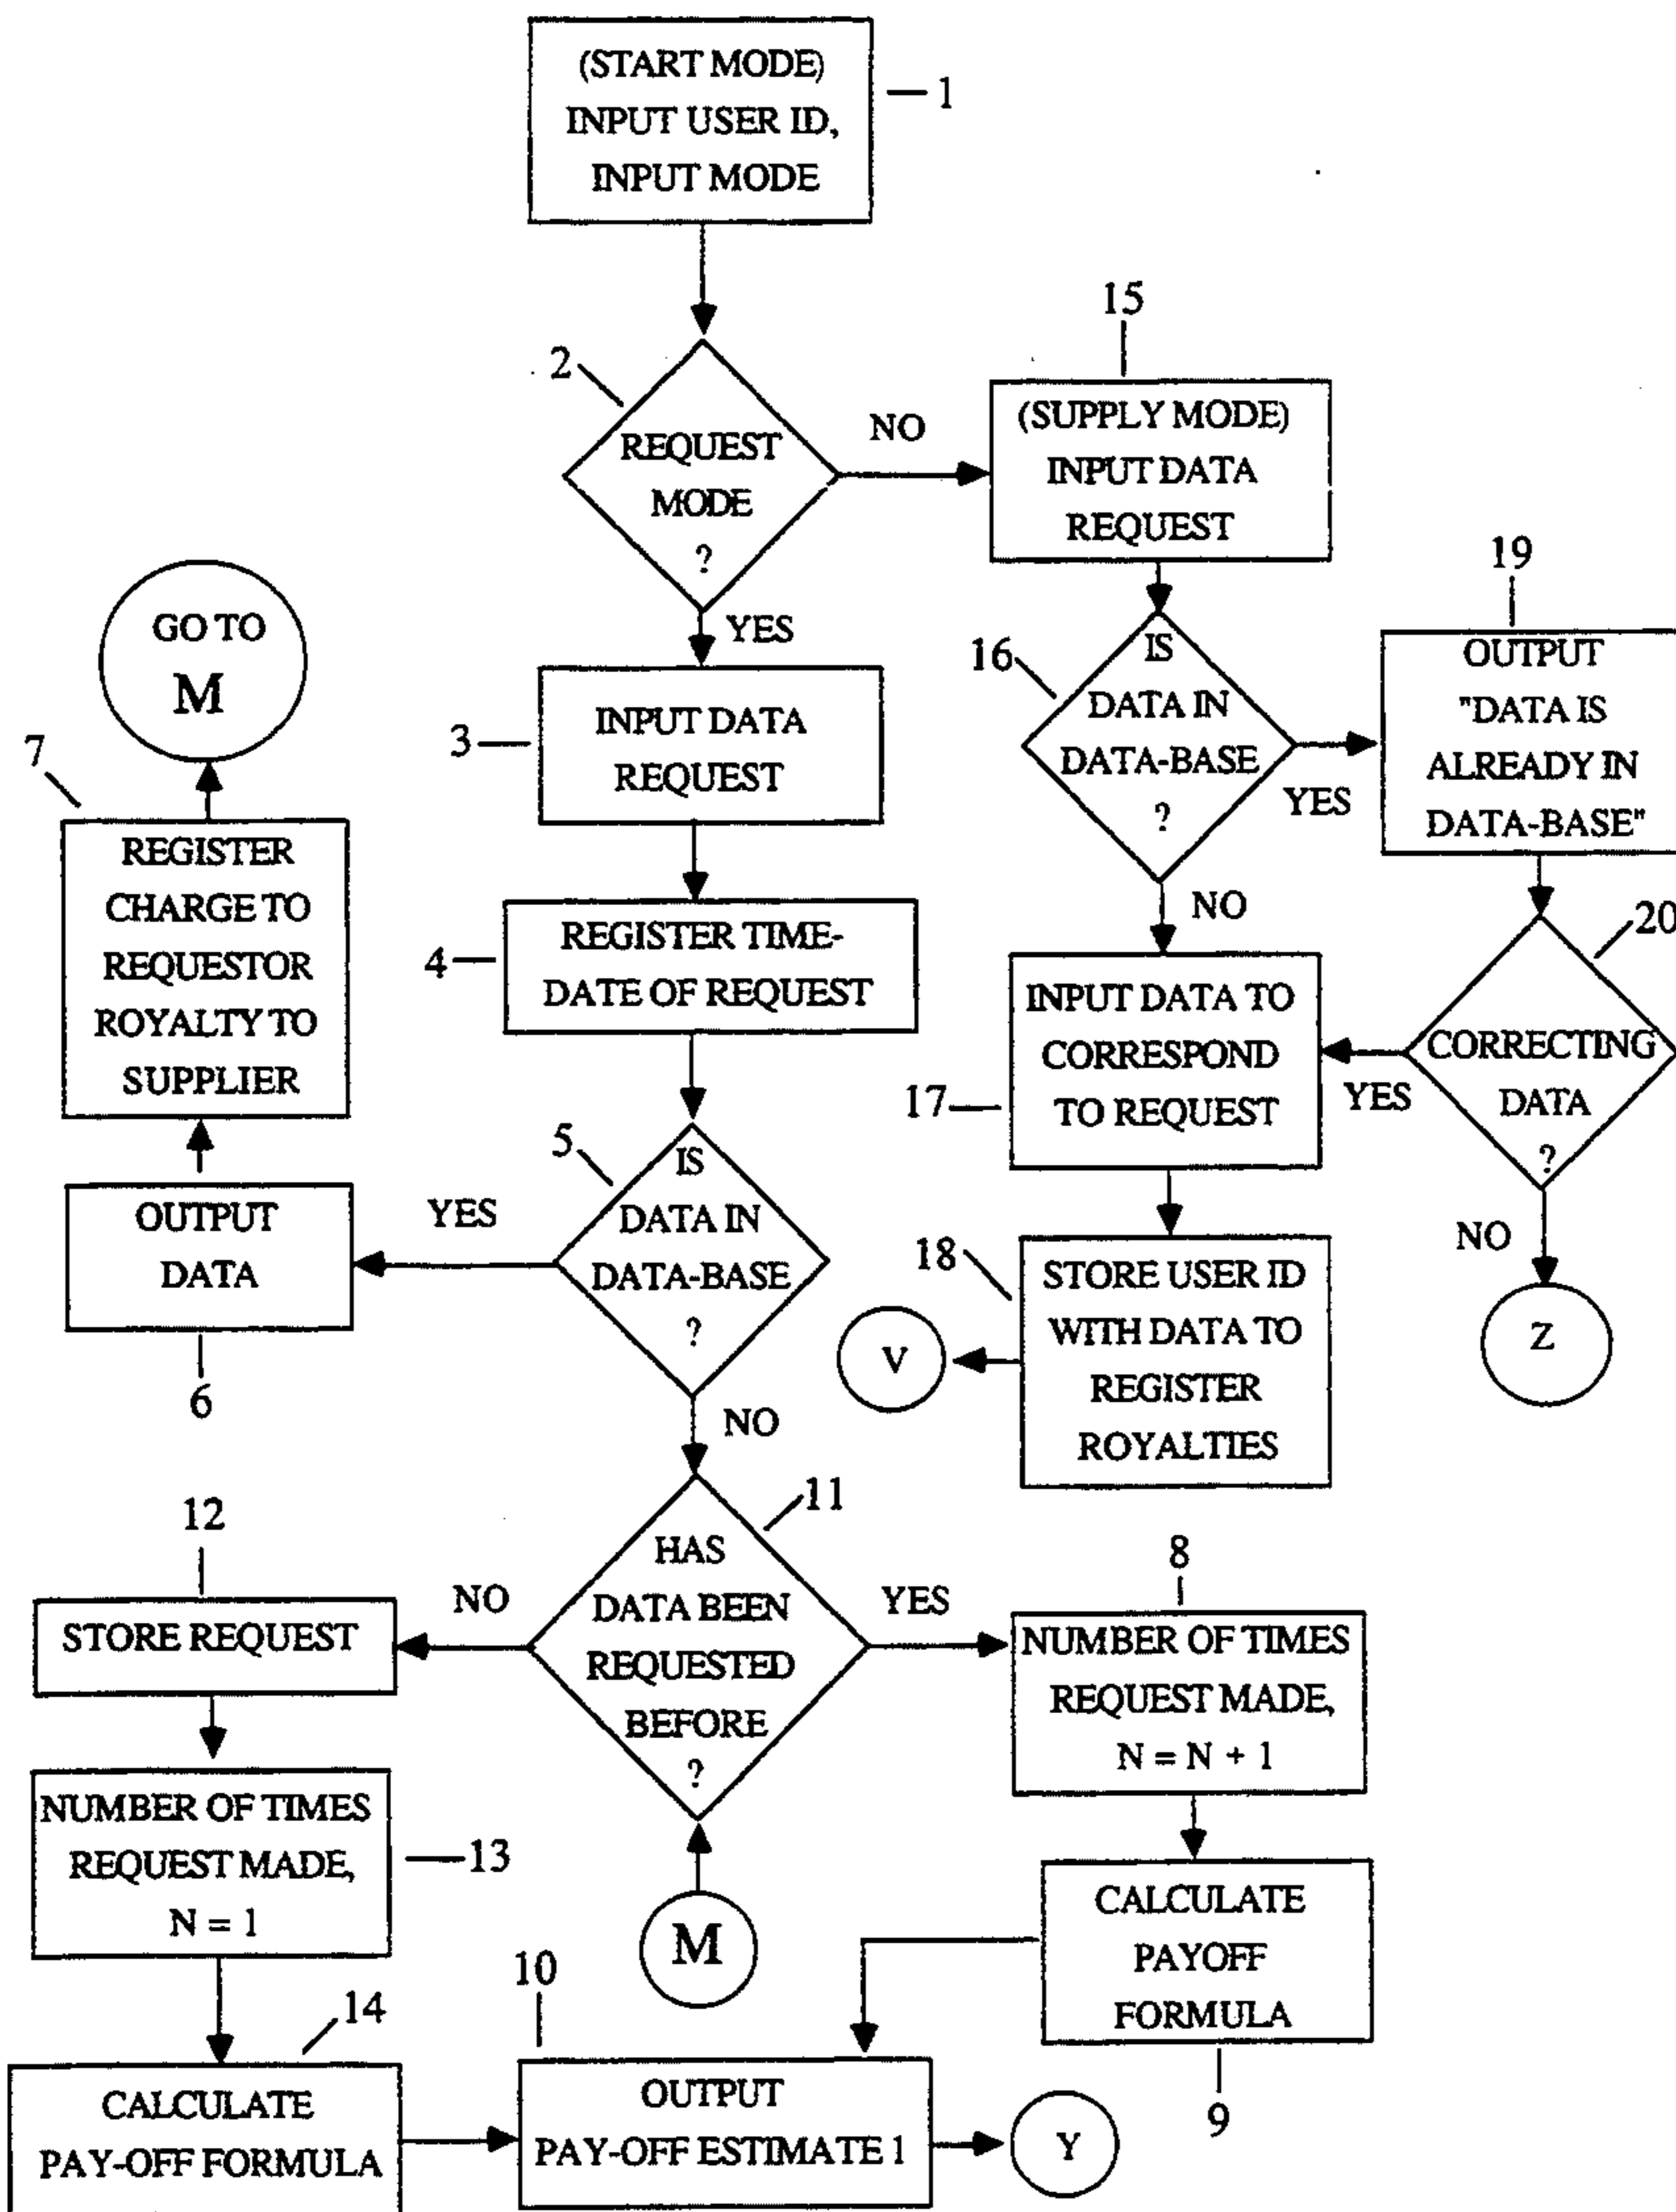 (START MODE)
INPUT USER ID,
INPUT MODE
1
2
REQUEST
MODE
?
NO
YES
15
(SUPPLY MODE)
INPUT DATA
REQUEST
GO TO
M
3
INPUT DATA
REQUEST
16
IS
DATA IN
DATA-BASE
?
YES
NO
19
OUTPUT
"DATA IS
ALREADY IN
DATA-BASE"
7
REGISTER
CHARGE TO
REQUESTOR
ROYALTY TO
SUPPLIER
4
REGISTER TIME-
DATE OF REQUEST
17
INPUT DATA TO
CORRESPOND
TO REQUEST
20
CORRECTING
DATA
?
YES
NO
OUTPUT
DATA
6
YES
5
IS
DATA IN
DATA-BASE
?
NO
V
18
STORE USER ID
WITH DATA TO
REGISTER
ROYALTIES
Z
12
STORE REQUEST
NO
11
HAS
DATA BEEN
REQUESTED
BEFORE
?
YES
8
NUMBER OF TIMES
REQUEST MADE,
N = N + 1
NUMBER OF TIMES
REQUEST MADE,
N = 1
13
M
CALCULATE
PAYOFF
FORMULA
9
14
CALCULATE
PAY-OFF FORMULA
10
OUTPUT
PAY-OFF ESTIMATE 1
Y